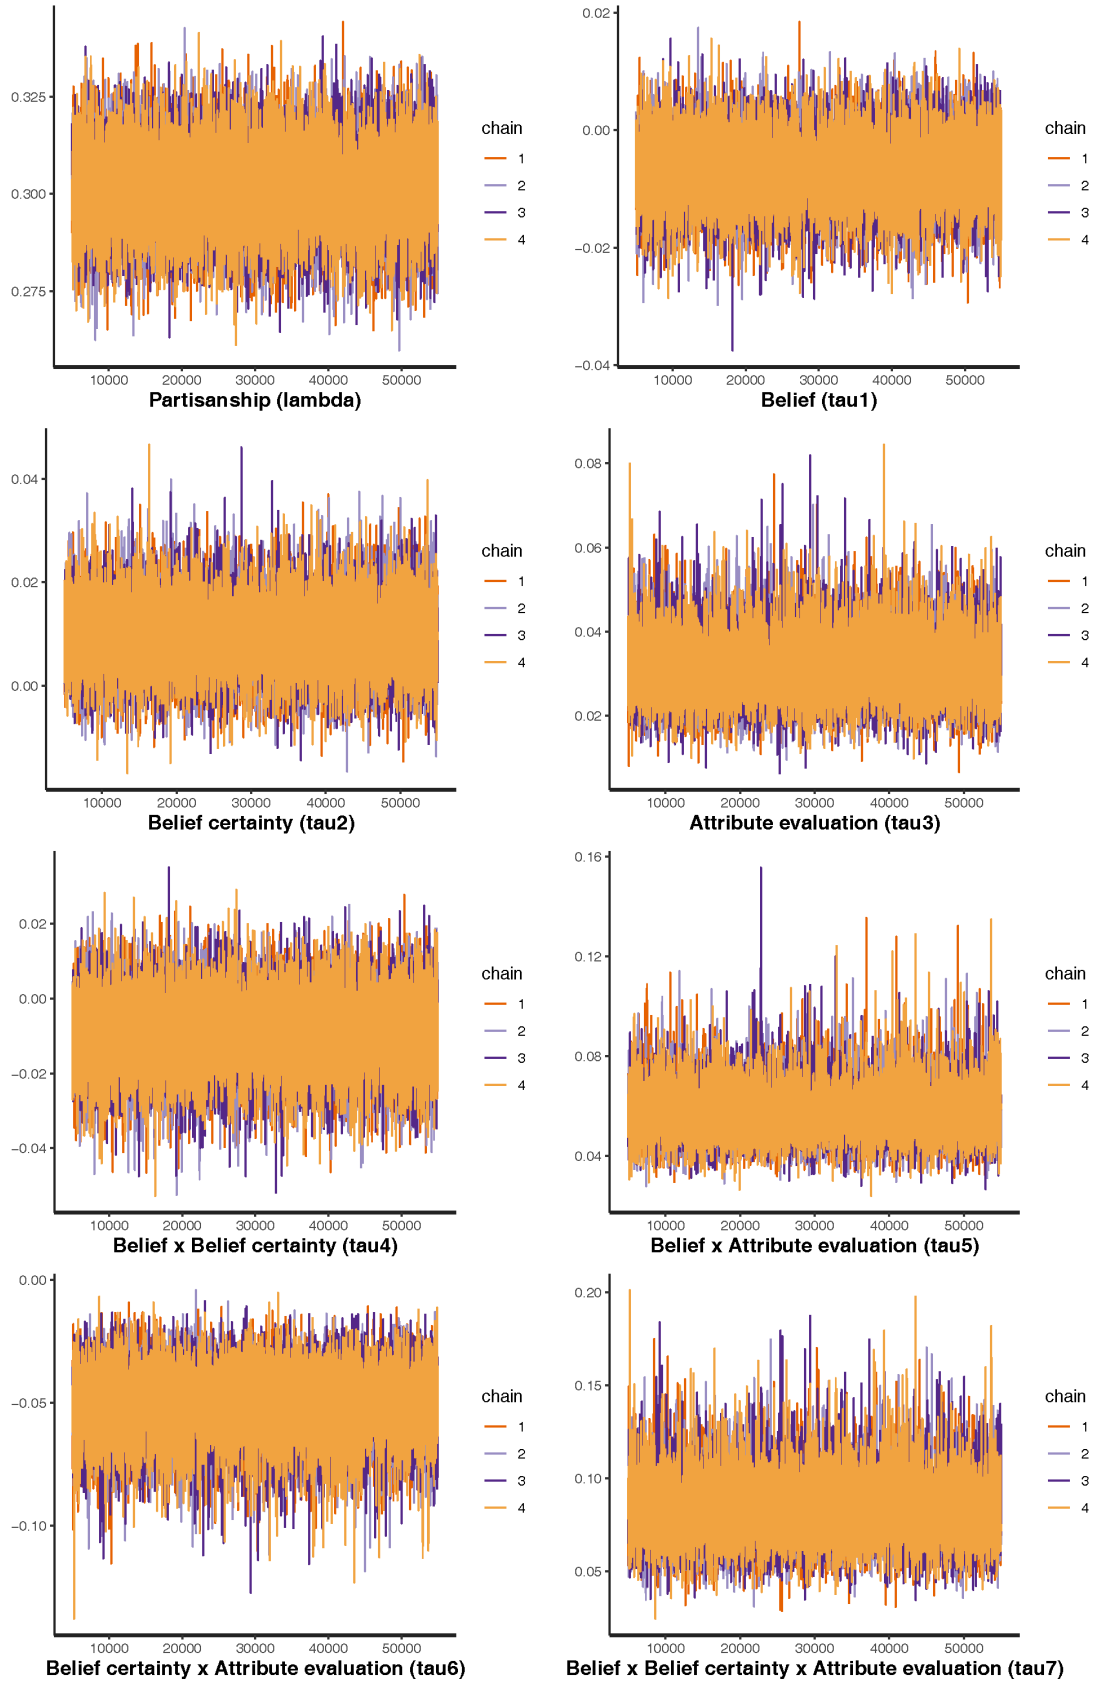 0.325
0.300
0.275
10000 20000 30000 40000 50000
Partisanship (lambda)
chain
1
2
3
4
0.02
0.00
−0.02
−0.04
10000 20000 30000 40000 50000
Belief (tau1)
chain
1
2
3
4
0.04
0.02
0.00
10000 20000 30000 40000 50000
Belief certainty (tau2)
chain
1
2
3
4
0.08
0.06
0.04
0.02
10000 20000 30000 40000 50000
Attribute evaluation (tau3)
chain
1
2
3
4
0.02
0.00
−0.02
−0.04
10000 20000 30000 40000 50000
Belief x Belief certainty (tau4)
chain
1
2
3
4
0.16
0.12
0.08
0.04
10000 20000 30000 40000 50000
Belief x Attribute evaluation (tau5)
chain
1
2
3
4
0.00
−0.05
−0.10
10000 20000 30000 40000 50000
Belief certainty x Attribute evaluation (tau6)
chain
1
2
3
4
0.20
0.15
0.10
0.05
10000 20000 30000 40000 50000
Belief x Belief certainty x Attribute evaluation (tau7)
chain
1
2
3
4